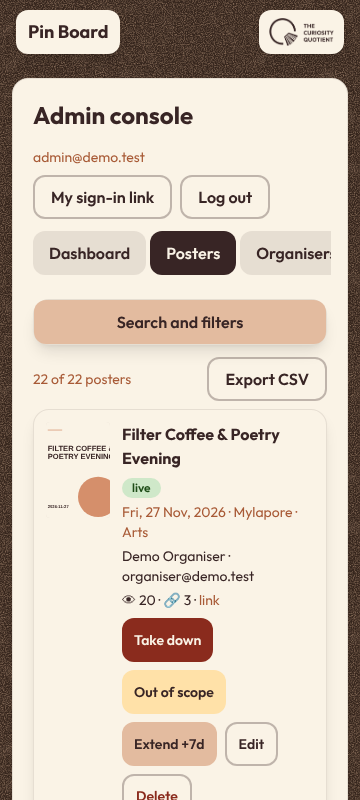 Pin Board
THE
CURIOSITY
QUOTIENT
Admin console
admin@demo.test
My sign-in link
Log out
Dashboard
Posters
Organisers
Search and filters
22 of 22 posters
Export CSV
FILTER COFFEE &
POETRY EVENING
2026-11-27
Filter Coffee & Poetry
Evening
live
Fri, 27 Nov, 2026 · Mylapore ·
Arts
Demo Organiser ·
organiser@demo.test
👁 20 · 🔗 3 · link
Take down
Out of scope
Extend +7d
Edit
Delete